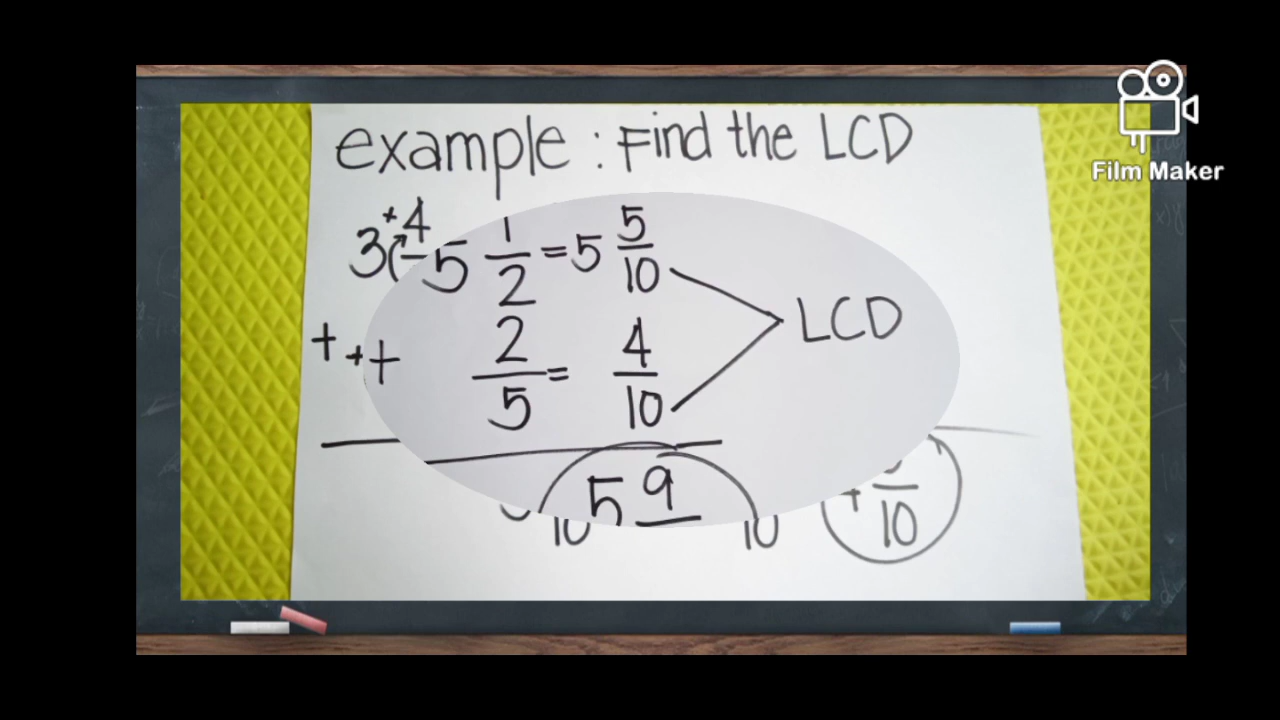 example : Find the LCD
Film Maker
3 + 4
5 1/2 = 5 5/10
LCD
+ + + 2/5 = 4/10
5 9
10 10 + /10